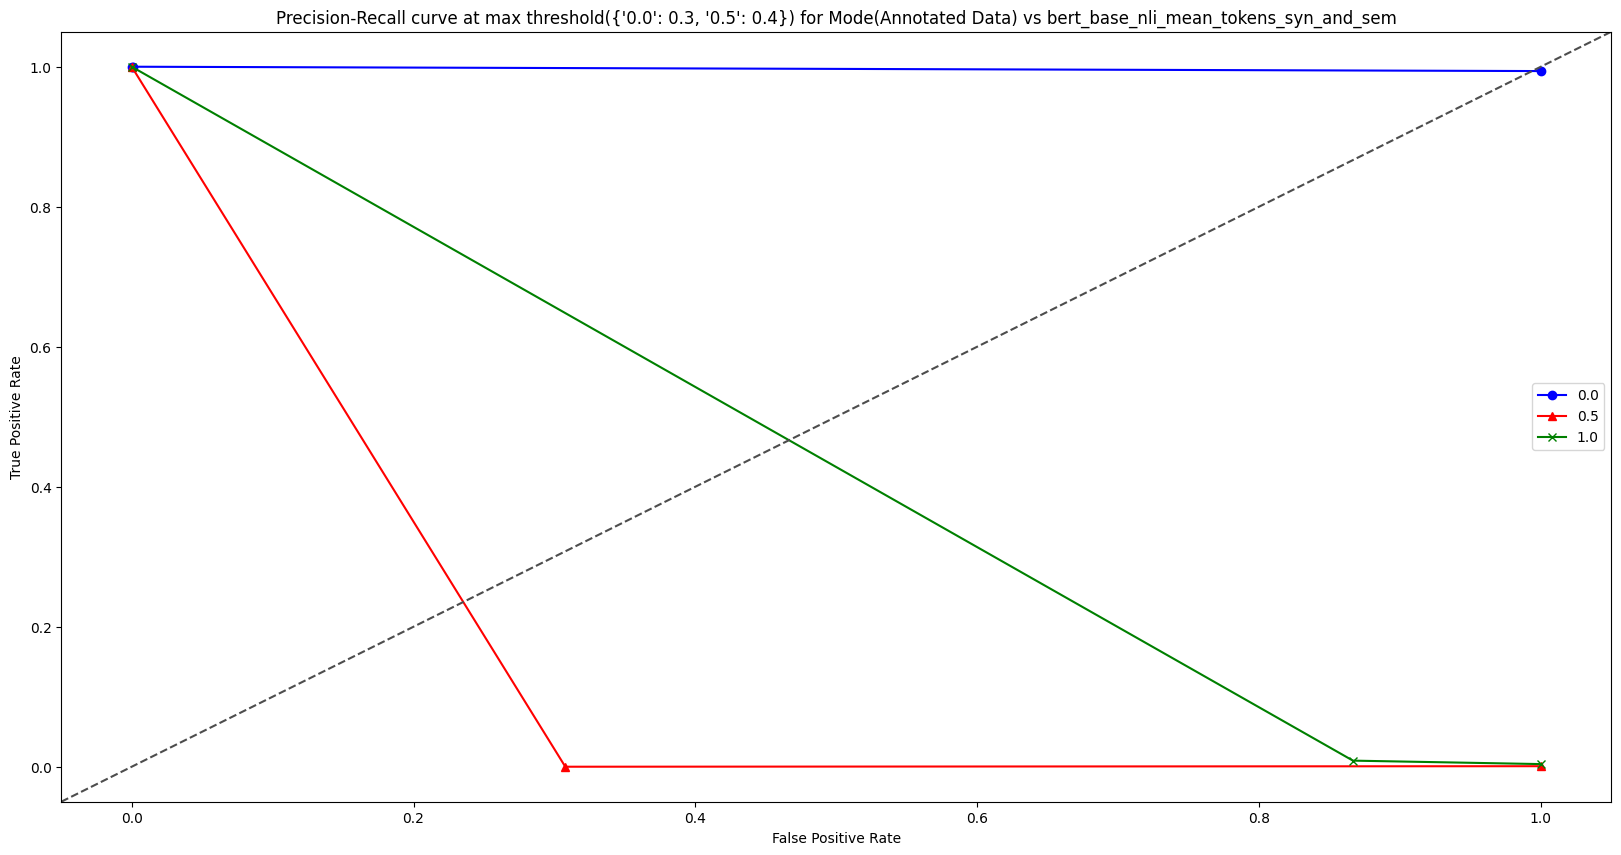 Precision-Recall curve at max threshold({'0.0': 0.3, '0.5': 0.4}) for Mode(Annotated Data) vs bert_base_nli_mean_tokens_syn_and_sem
1.0
0.8
0.6
0.4
0.2
0.0
True Positive Rate
0.0
0.5
1.0
0.0 0.2 0.4 0.6 0.8 1.0
False Positive Rate